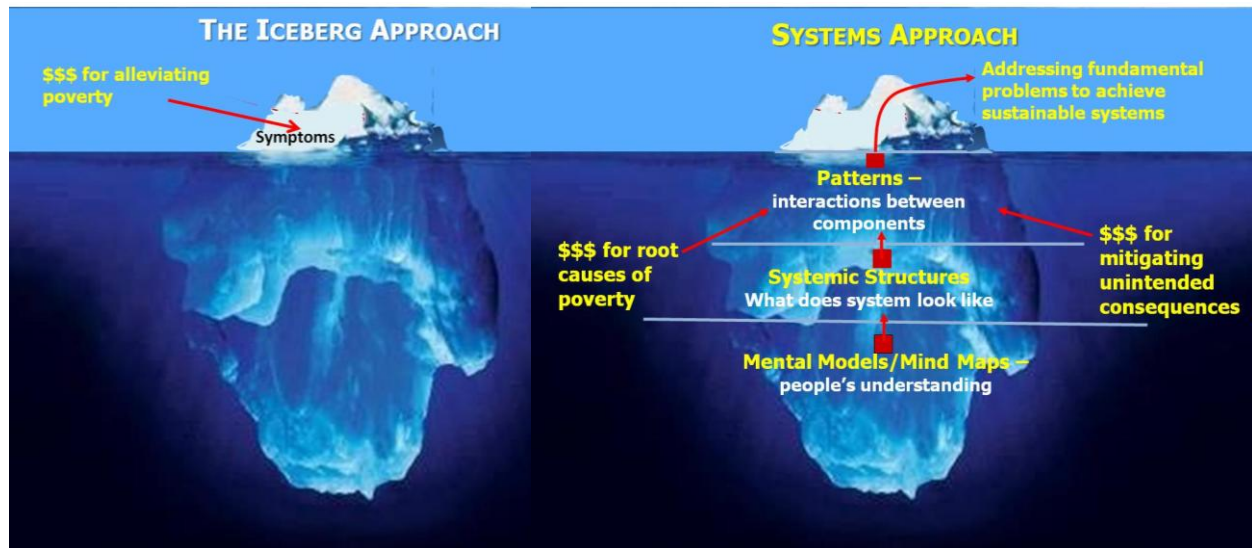 THE ICEBERG APPROACH
$$$ for alleviating
poverty
Symptoms
SYSTEMS APPROACH
Addressing fundamental
problems to achieve
sustainable systems
Patterns –
interactions between
components
$$$ for root
causes of
poverty
$$$ for
mitigating
unintended
consequences
Systemic Structures
What does system look like
Mental Models/Mind Maps –
people's understanding